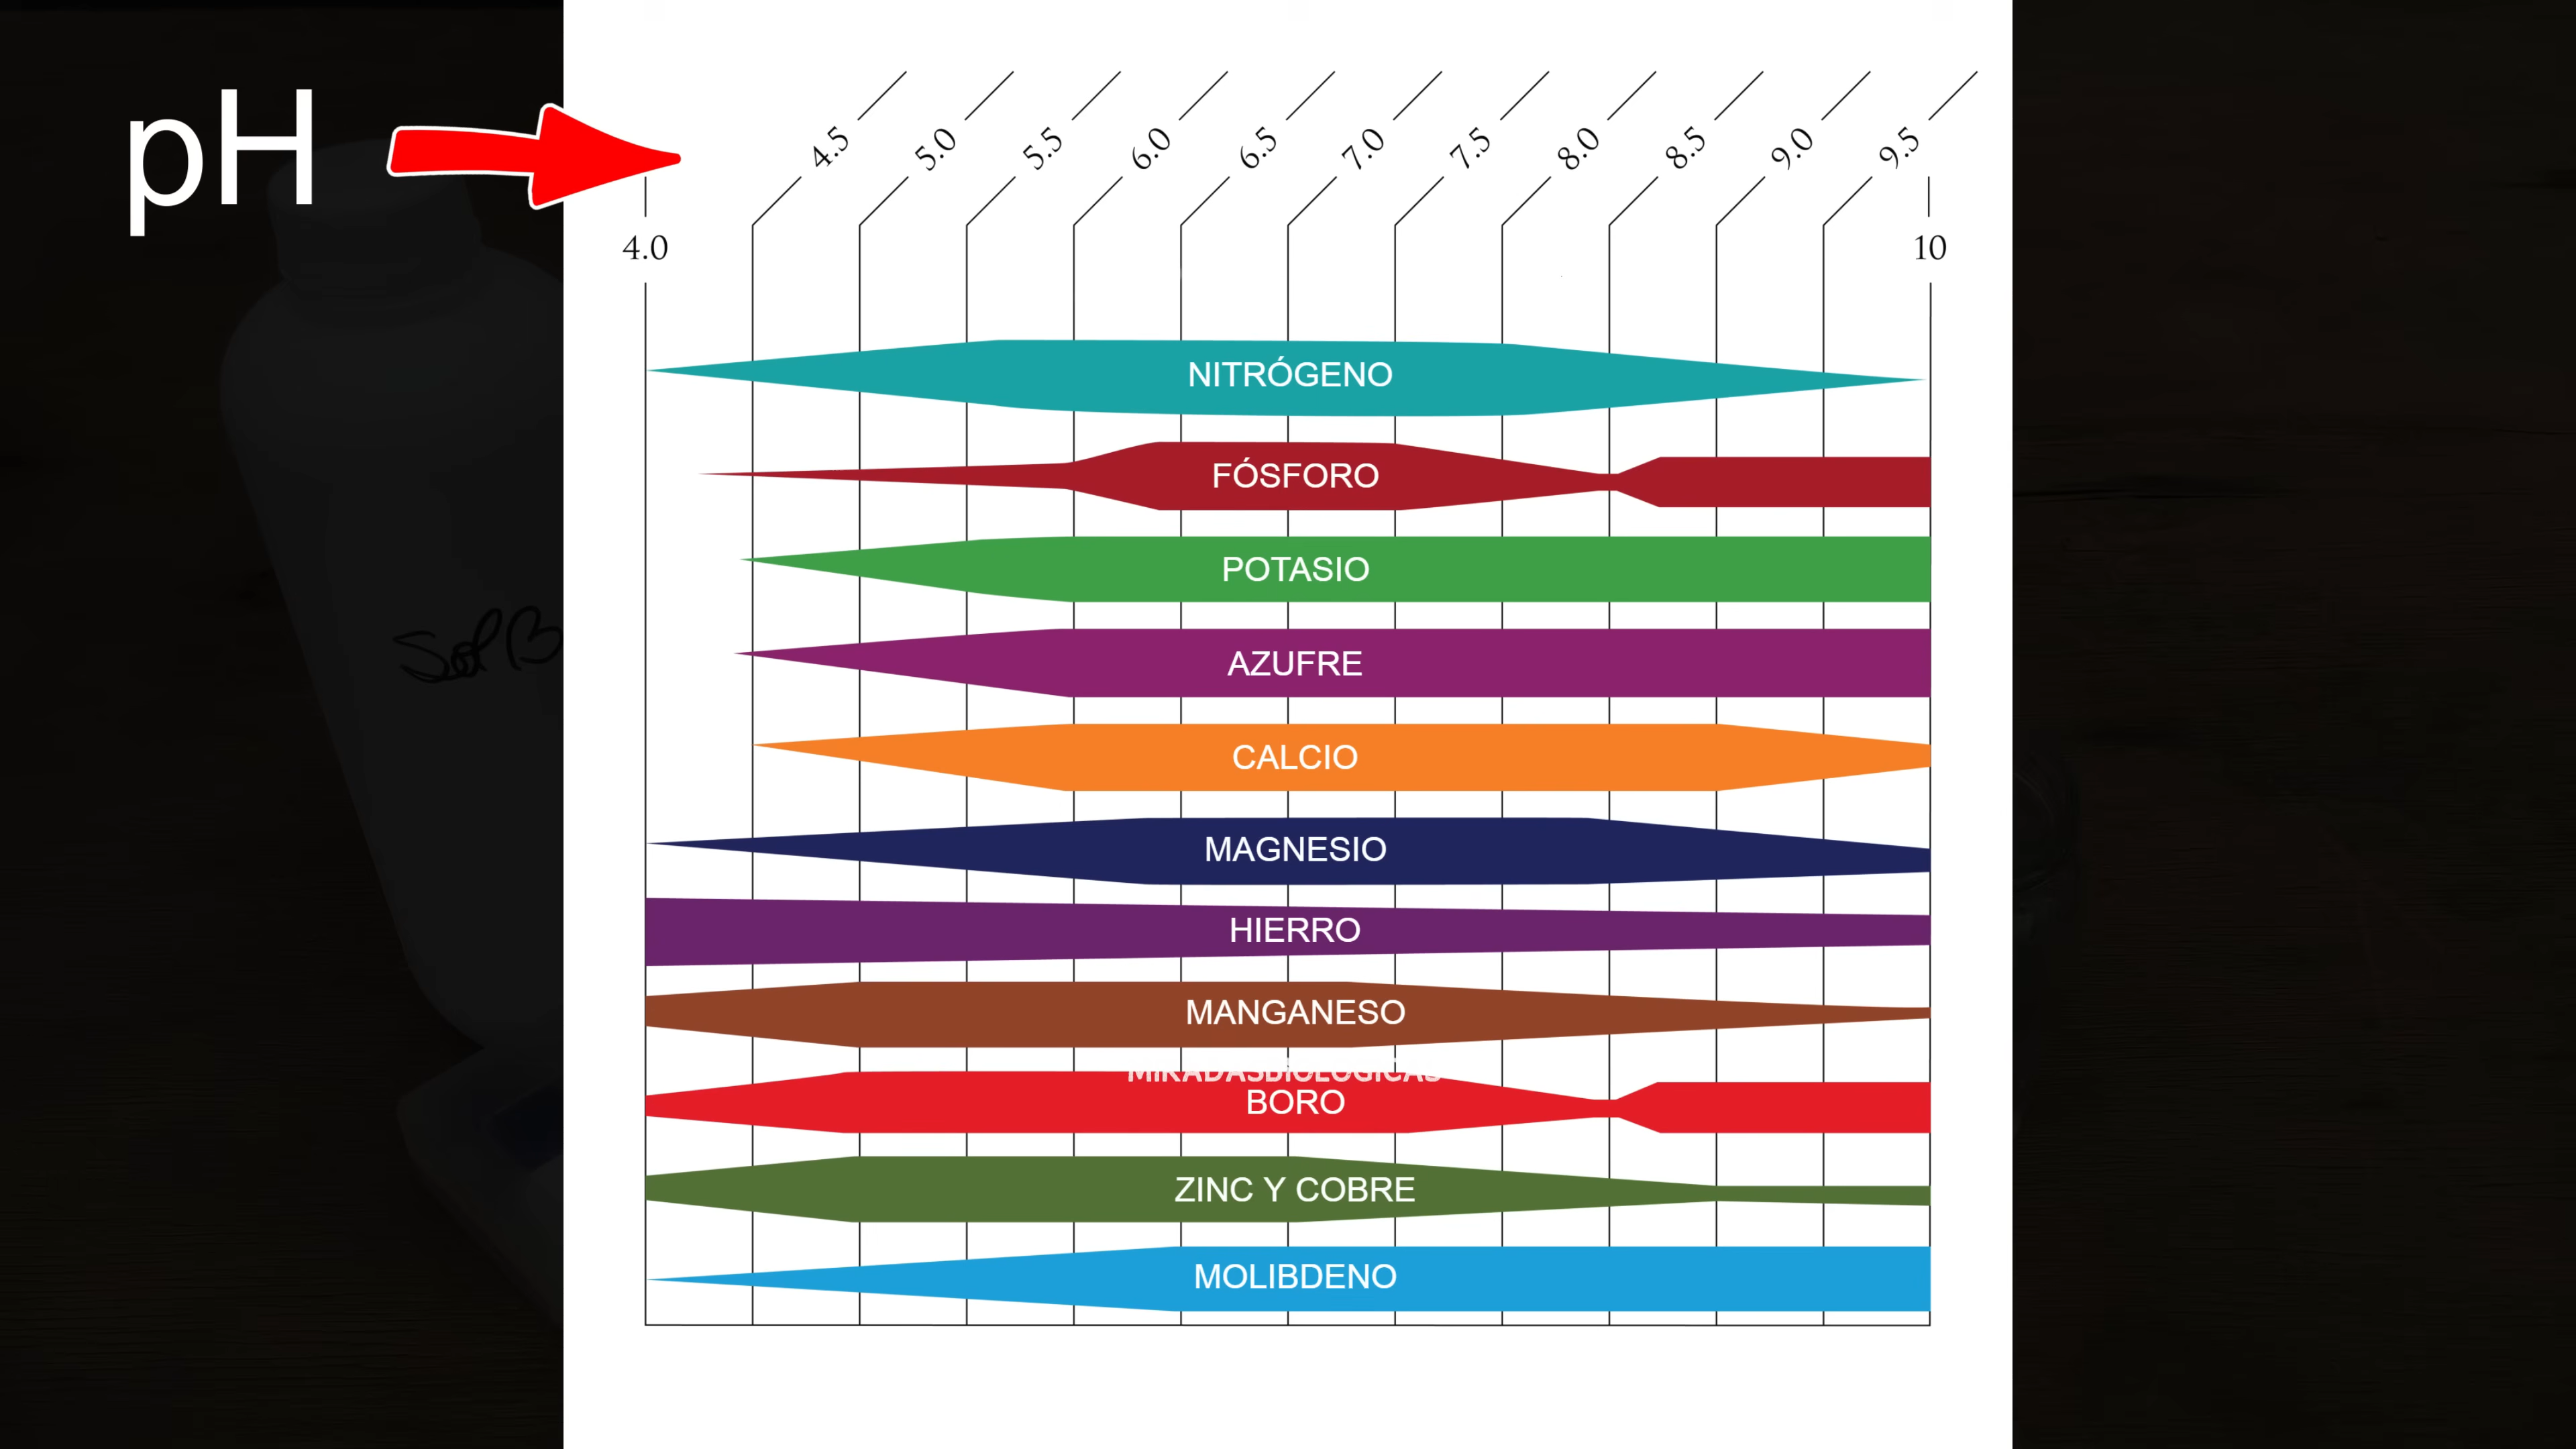 pH
4.5
5.0
5.5
6.0
6.5
7.0
7.5
8.0
8.5
9.0
9.5
4.0
10
NITRÓGENO
FÓSFORO
POTASIO
AZUFRE
CALCIO
MAGNESIO
HIERRO
MANGANESO
MIRADASBIOLOGICAS
BORO
ZINC Y COBRE
MOLIBDENO
Sol B